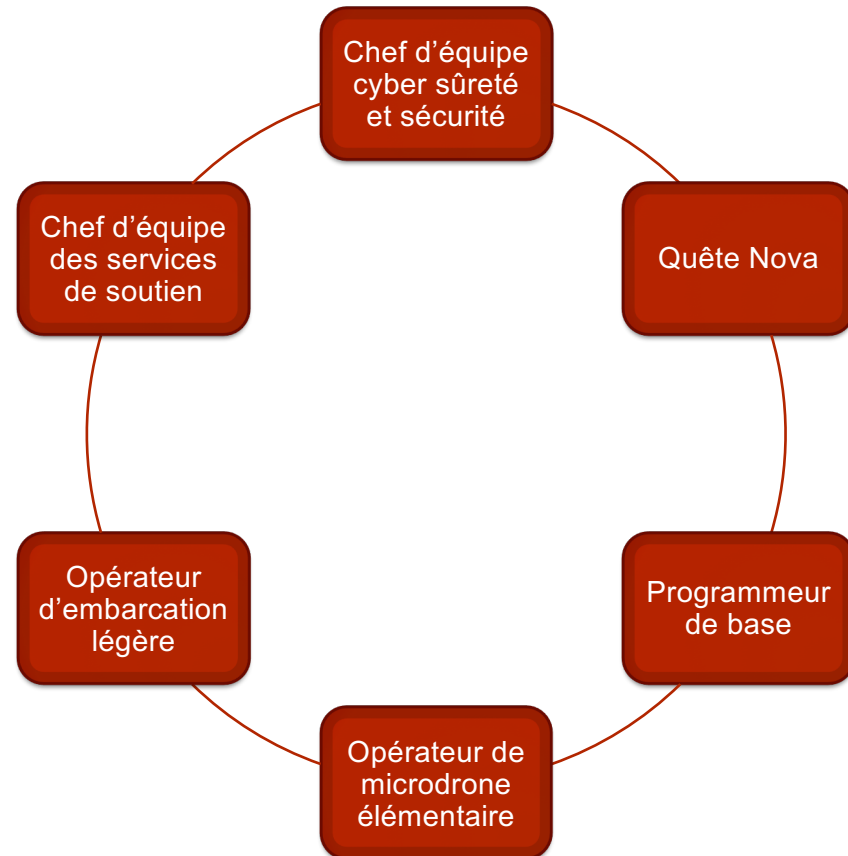 Chef d’équipe
cyber sûreté
et sécurité
Quête Nova
Programmeur
de base
Opérateur de
microdrone
élémentaire
Opérateur
d’embarcation
légère
Chef d’équipe
des services
de soutien